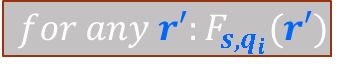 for any r′: F_{s,q_i}(r′)